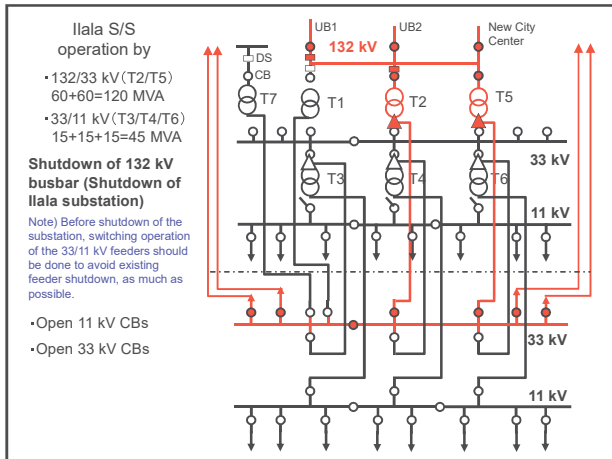 Ilala S/S
operation by
・132/33 kV(T2/T5)
60+60=120 MVA
・33/11 kV(T3/T4/T6)
15+15+15=45 MVA
Shutdown of 132 kV
busbar (Shutdown of
Ilala substation)
Note) Before shutdown of the
substation, switching operation
of the 33/11 kV feeders should
be done to avoid existing
feeder shutdown, as much as
possible.
・Open 11 kV CBs
・Open 33 kV CBs
UB1
UB2
New City
Center
132 kV
DS
CB
T7
T1
T2
T5
33 kV
T3
T4
T6
11 kV
33 kV
11 kV